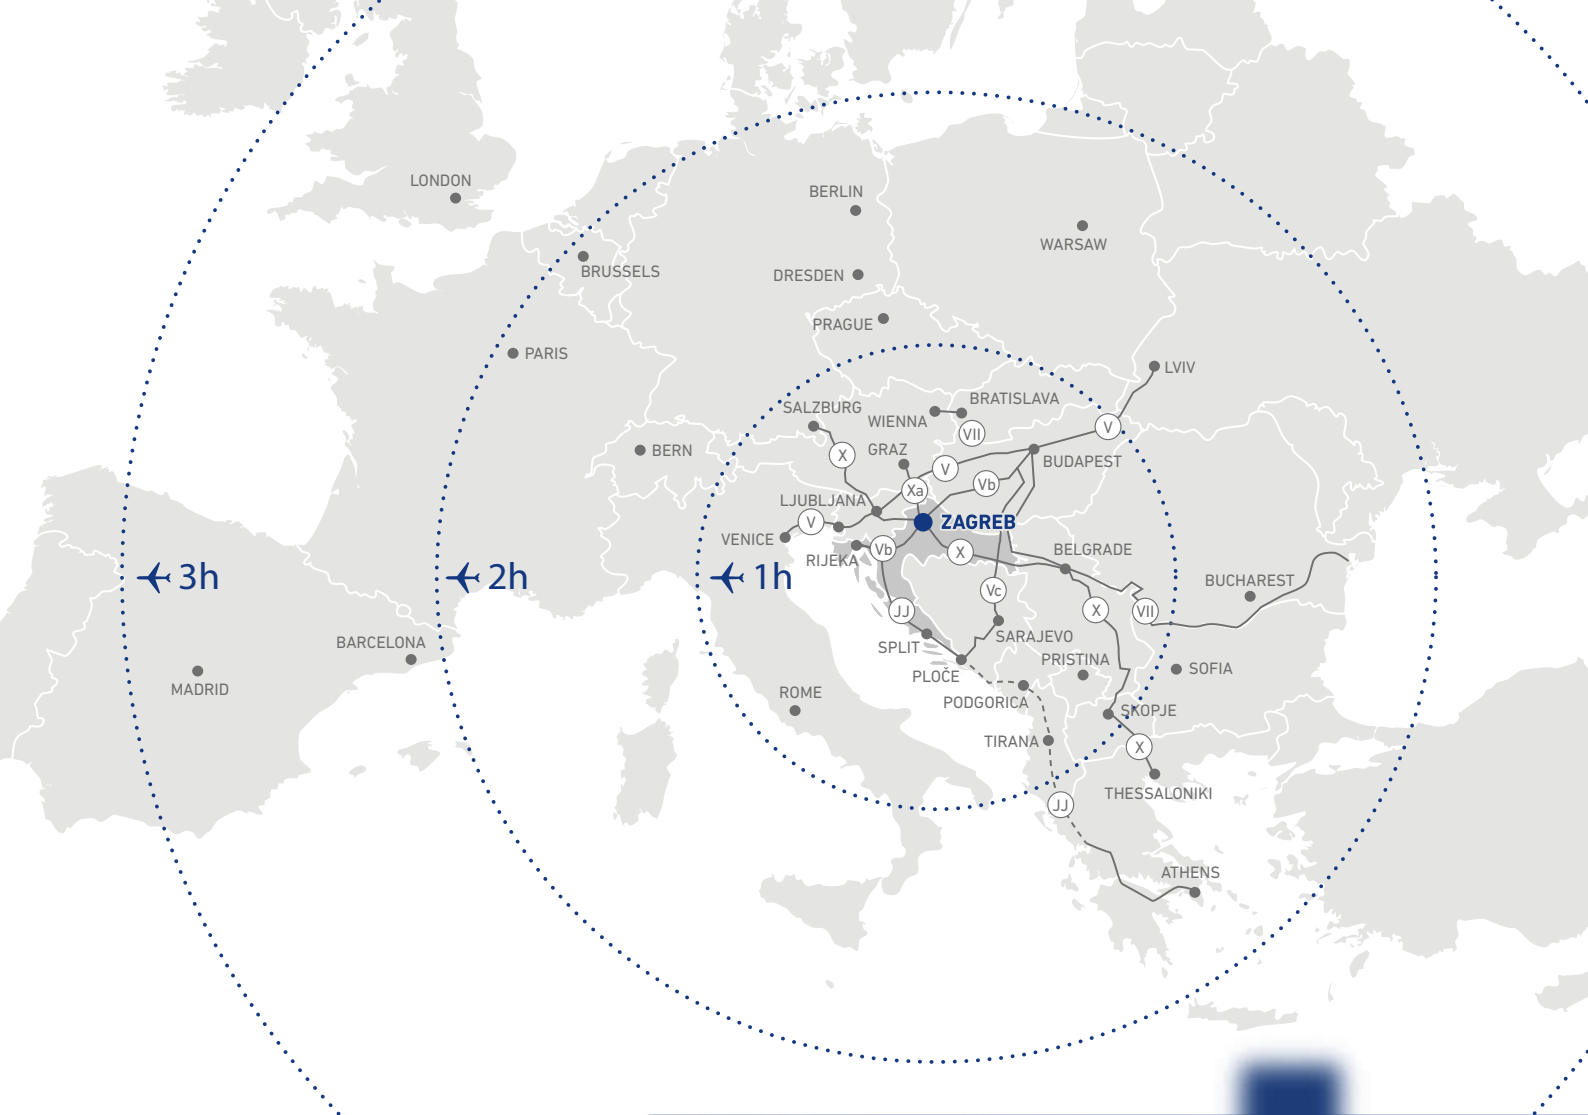 LONDON
BERLIN
WARSAW
BRUSSELS
DRESDEN
PRAGUE
PARIS
LVIV
SALZBURG
BRATISLAVA
WIENNA
VII
V
BERN
X
GRAZ
V
BUDAPEST
Xa
Vb
LJUBLJANA
V
ZAGREB
VENICE
RIJEKA
Vb
X
BELGRADE
3h
2h
1h
BUCHAREST
Vc
JJ
X
VII
BARCELONA
SPLIT
SARAJEVO
PRISTINA
SOFIA
MADRID
PLOČE
ROME
PODGORICA
SKOPJE
TIRANA
X
THESSALONIKI
JJ
ATHENS